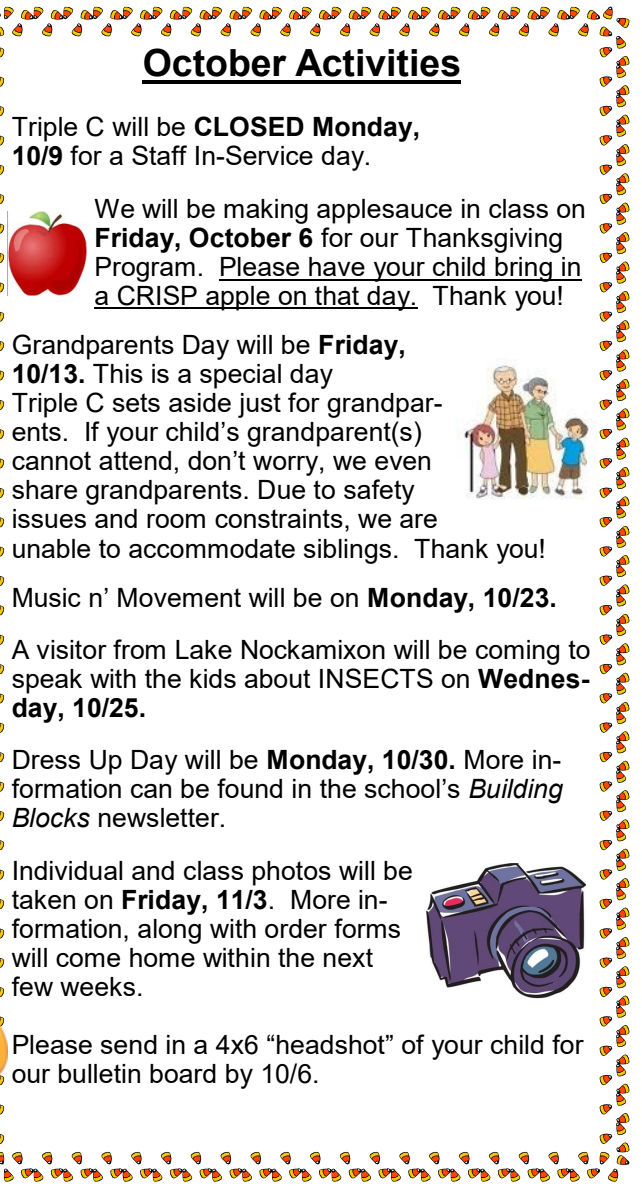 October Activities
Triple C will be CLOSED Monday,
10/9 for a Staff In-Service day.
We will be making applesauce in class on
Friday, October 6 for our Thanksgiving
Program.  Please have your child bring in
a CRISP apple on that day.  Thank you!
Grandparents Day will be Friday,
10/13. This is a special day
Triple C sets aside just for grandpar-
ents.  If your child’s grandparent(s)
cannot attend, don’t worry, we even
share grandparents. Due to safety
issues and room constraints, we are
unable to accommodate siblings.  Thank you!
Music n’ Movement will be on Monday, 10/23.
A visitor from Lake Nockamixon will be coming to
speak with the kids about INSECTS on Wednes-
day, 10/25.
Dress Up Day will be Monday, 10/30. More in-
formation can be found in the school’s Building
Blocks newsletter.
Individual and class photos will be
taken on Friday, 11/3.  More in-
formation, along with order forms
will come home within the next
few weeks.
Please send in a 4x6 “headshot” of your child for
our bulletin board by 10/6.